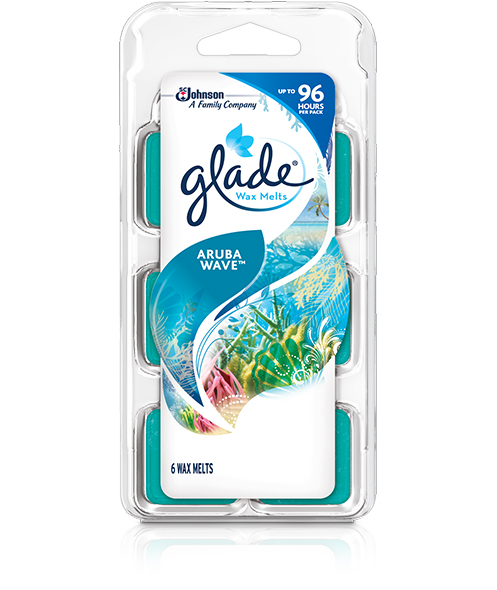 SC Johnson
A Family Company
UP TO 96
HOURS
PER PACK
glade®
Wax Melts
ARUBA
WAVE™
6 WAX MELTS